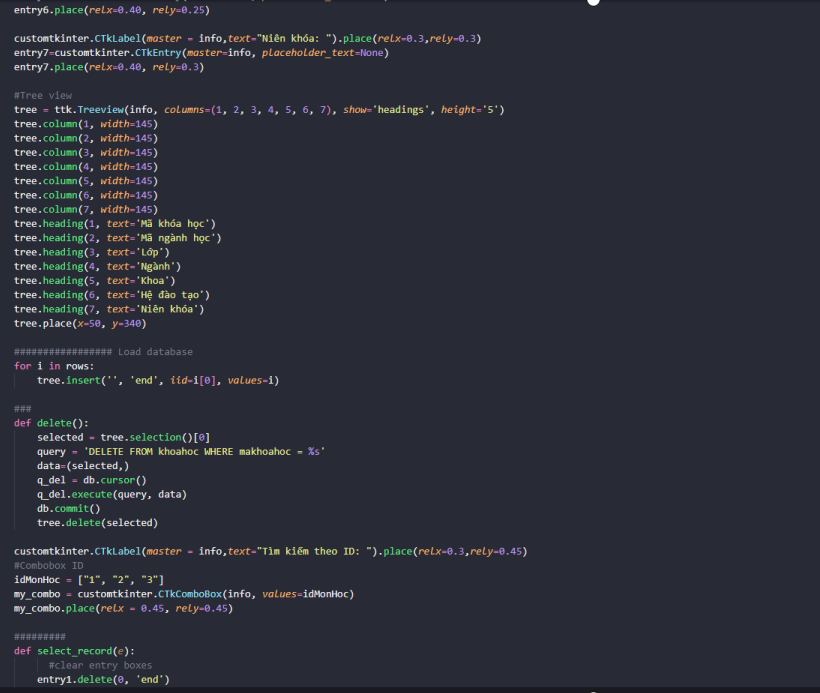 entry6.place(relx=0.40, rely=0.25)
customtkinter.CTkLabel(master = info,text="Niên khóa: ").place(relx=0.3,rely=0.3)
entry7=customtkinter.CTkEntry(master=info, placeholder_text=None)
entry7.place(relx=0.40, rely=0.3)
#Tree view
tree = ttk.Treeview(info, columns=(1, 2, 3, 4, 5, 6, 7), show='headings', height='5')
tree.column(1, width=145)
tree.column(2, width=145)
tree.column(3, width=145)
tree.column(4, width=145)
tree.column(5, width=145)
tree.column(6, width=145)
tree.column(7, width=145)
tree.heading(1, text='Mã khóa học')
tree.heading(2, text='Mã ngành học')
tree.heading(3, text='Lớp')
tree.heading(4, text='Ngành')
tree.heading(5, text='Khoa')
tree.heading(6, text='Hệ đào tạo')
tree.heading(7, text='Niên khóa')
tree.place(x=50, y=340)
################# Load database
for i in rows:
    tree.insert('', 'end', iid=i[0], values=i)
###
def delete():
    selected = tree.selection()[0]
    query = 'DELETE FROM khoahoc WHERE makhoahoc = %s'
    data=(selected,)
    q_del = db.cursor()
    q_del.execute(query, data)
    db.commit()
    tree.delete(selected)
customtkinter.CTkLabel(master = info,text="Tìm kiếm theo ID: ").place(relx=0.3,rely=0.45)
#Combobox ID
idMonHoc = ["1", "2", "3"]
my_combo = customtkinter.CTkComboBox(info, values=idMonHoc)
my_combo.place(relx = 0.45, rely=0.45)
#########
def select_record(e):
      #clear entry boxes
    entry1.delete(0, 'end')